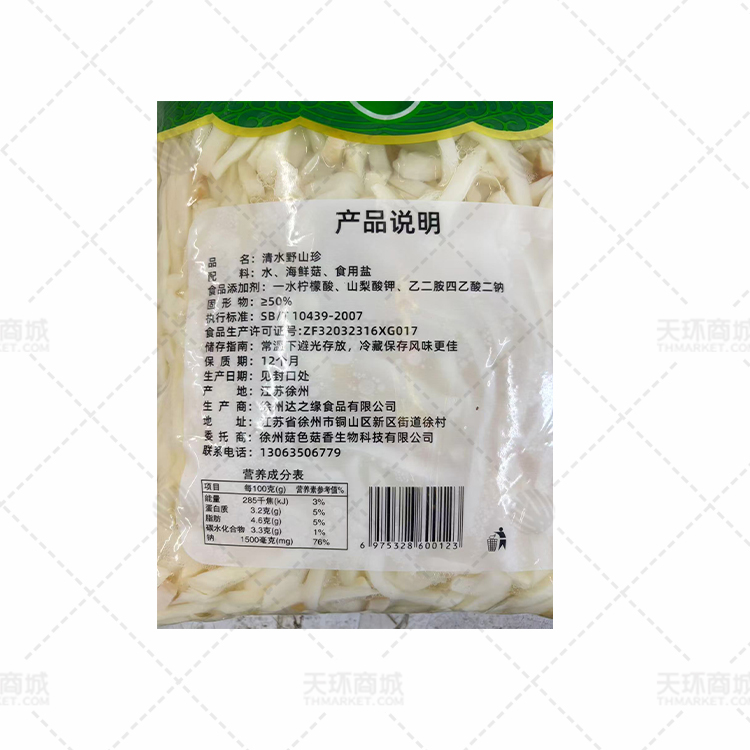 产品说明
品 名：清水野山珍
配 料：水、海鲜菇、食用盐
食品添加剂：一水柠檬酸、山梨酸钾、乙二胺四乙酸二钠
固 形 物：≥50%
执行标准：SB/T 10439-2007
食品生产许可证号:ZF32032316XG017
储存指南：常温下避光存放，冷藏保存风味更佳
保 质 期：12个月
生产日期：见封口处
产 地：江苏徐州
生 产 商：徐州达之缘食品有限公司
地 址：江苏省徐州市铜山区新区街道徐村
委 托 商：徐州菇色菇香生物科技有限公司
联系电话：13063506779
营养成分表
项目 每100克(g) 营养素参考值%
能量 285千焦(kJ) 3%
蛋白质 3.2克(g) 5%
脂肪 4.6克(g) 5%
碳水化合物 3.3克(g) 1%
钠 1500毫克(mg) 76%
6 975328 600123
天环商城
THMARKET.COM